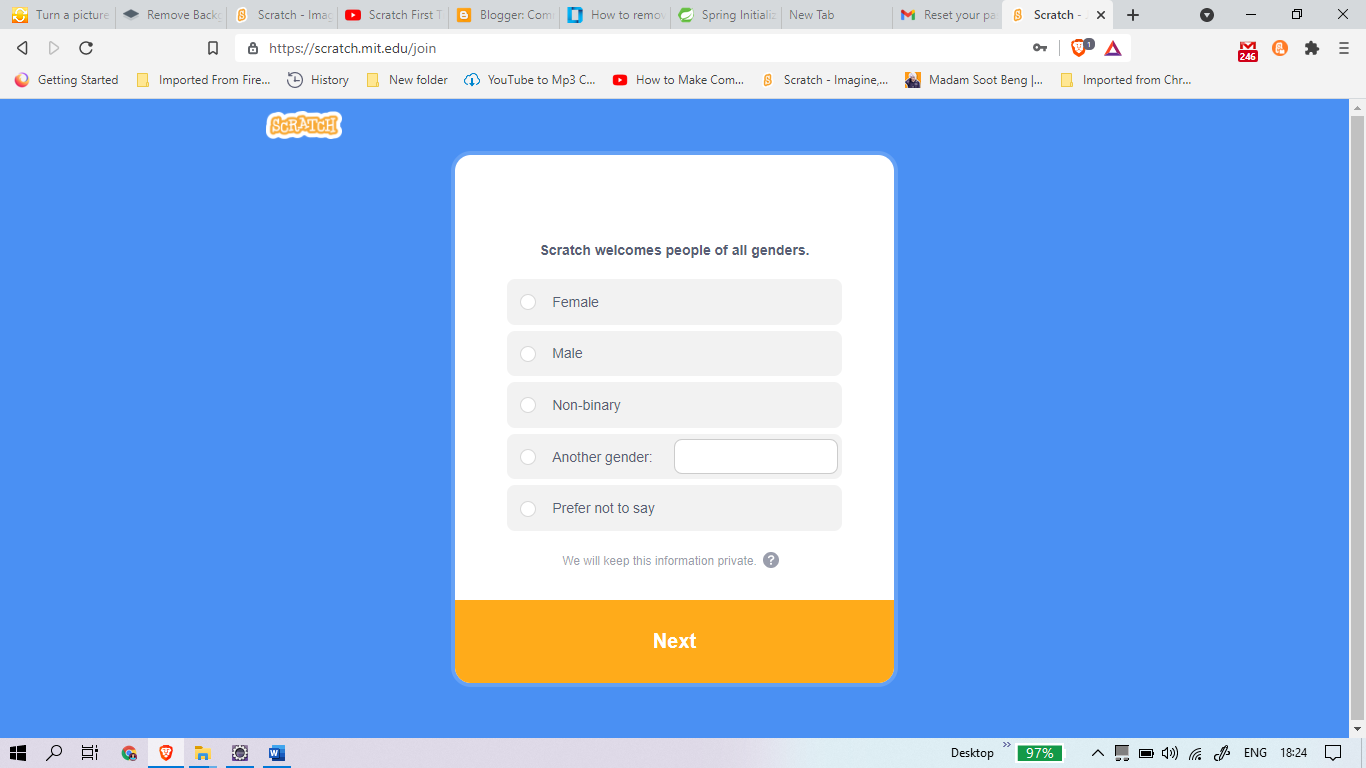 Turn a picture
Remove Back
Scratch - Imag
Scratch First T
Blogger: Com
How to remov
Spring Initializ
New Tab
Reset your pa
Scratch -
https://scratch.mit.edu/join
1
246
Getting Started
Imported From Fire...
History
New folder
YouTube to Mp3 C...
How to Make Com...
Scratch - Imagine,...
Madam Soot Beng |...
Imported from Chr...
SCRATCH
Scratch welcomes people of all genders.
Female
Male
Non-binary
Another gender:
Prefer not to say
We will keep this information private. ?
Next
Desktop
97%
ENG
18:24